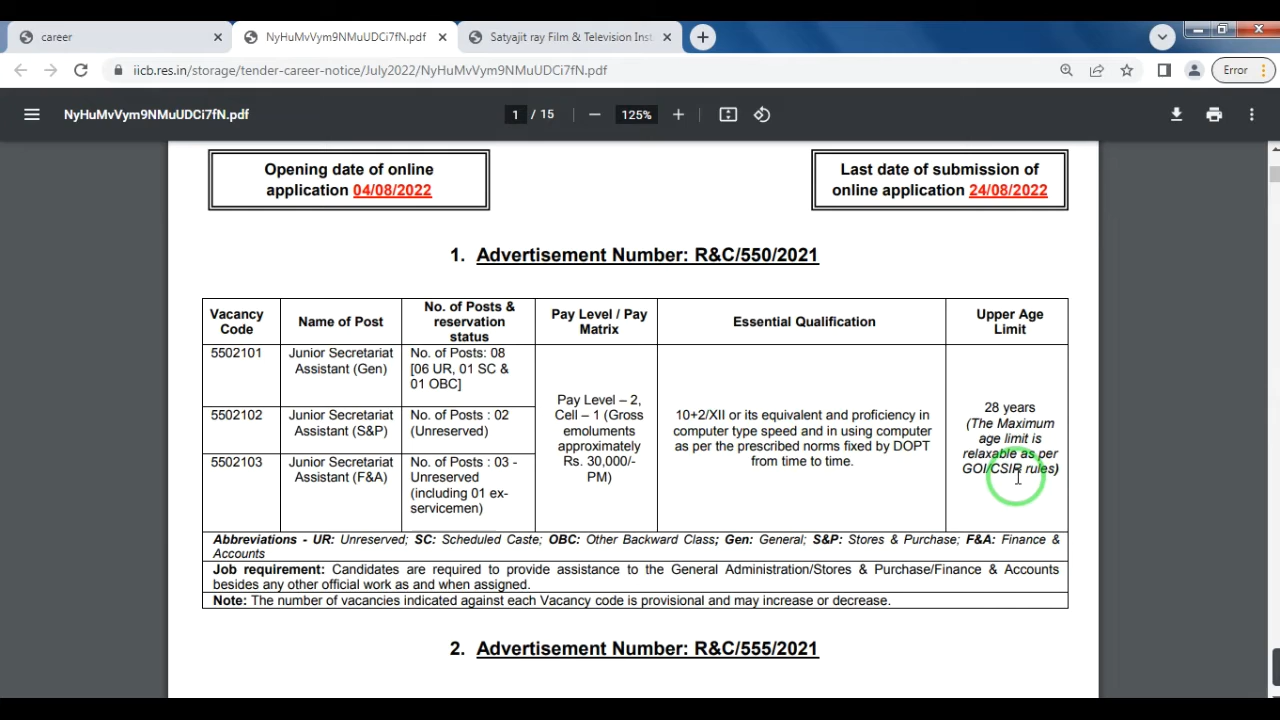 career
NyHuMvVym9NMuUDCi7fN.pdf
Satyajit ray Film & Television Inst
iicb.res.in/storage/tender-career-notice/July2022/NyHuMvVym9NMuUDCi7fN.pdf
Error
NyHuMvVym9NMuUDCi7fN.pdf
1 / 15
125%
Opening date of online
application 04/08/2022
Last date of submission of
online application 24/08/2022
1. Advertisement Number: R&C/550/2021
Vacancy
Code
Name of Post
No. of Posts &
reservation
status
Pay Level / Pay
Matrix
Essential Qualification
Upper Age
Limit
5502101
Junior Secretariat
Assistant (Gen)
No. of Posts: 08
[06 UR, 01 SC &
01 OBC]
5502102
Junior Secretariat
Assistant (S&P)
No. of Posts : 02
(Unreserved)
5502103
Junior Secretariat
Assistant (F&A)
No. of Posts : 03 -
Unreserved
(including 01 ex-
servicemen)
Pay Level – 2,
Cell – 1 (Gross
emoluments
approximately
Rs. 30,000/-
PM)
10+2/XII or its equivalent and proficiency in
computer type speed and in using computer
as per the prescribed norms fixed by DOPT
from time to time.
28 years
(The Maximum
age limit is
relaxable as per
GOI/CSIR rules)
Abbreviations - UR: Unreserved; SC: Scheduled Caste; OBC: Other Backward Class; Gen: General; S&P: Stores & Purchase; F&A: Finance &
Accounts
Job requirement: Candidates are required to provide assistance to the General Administration/Stores & Purchase/Finance & Accounts
besides any other official work as and when assigned.
Note: The number of vacancies indicated against each Vacancy code is provisional and may increase or decrease.
2. Advertisement Number: R&C/555/2021